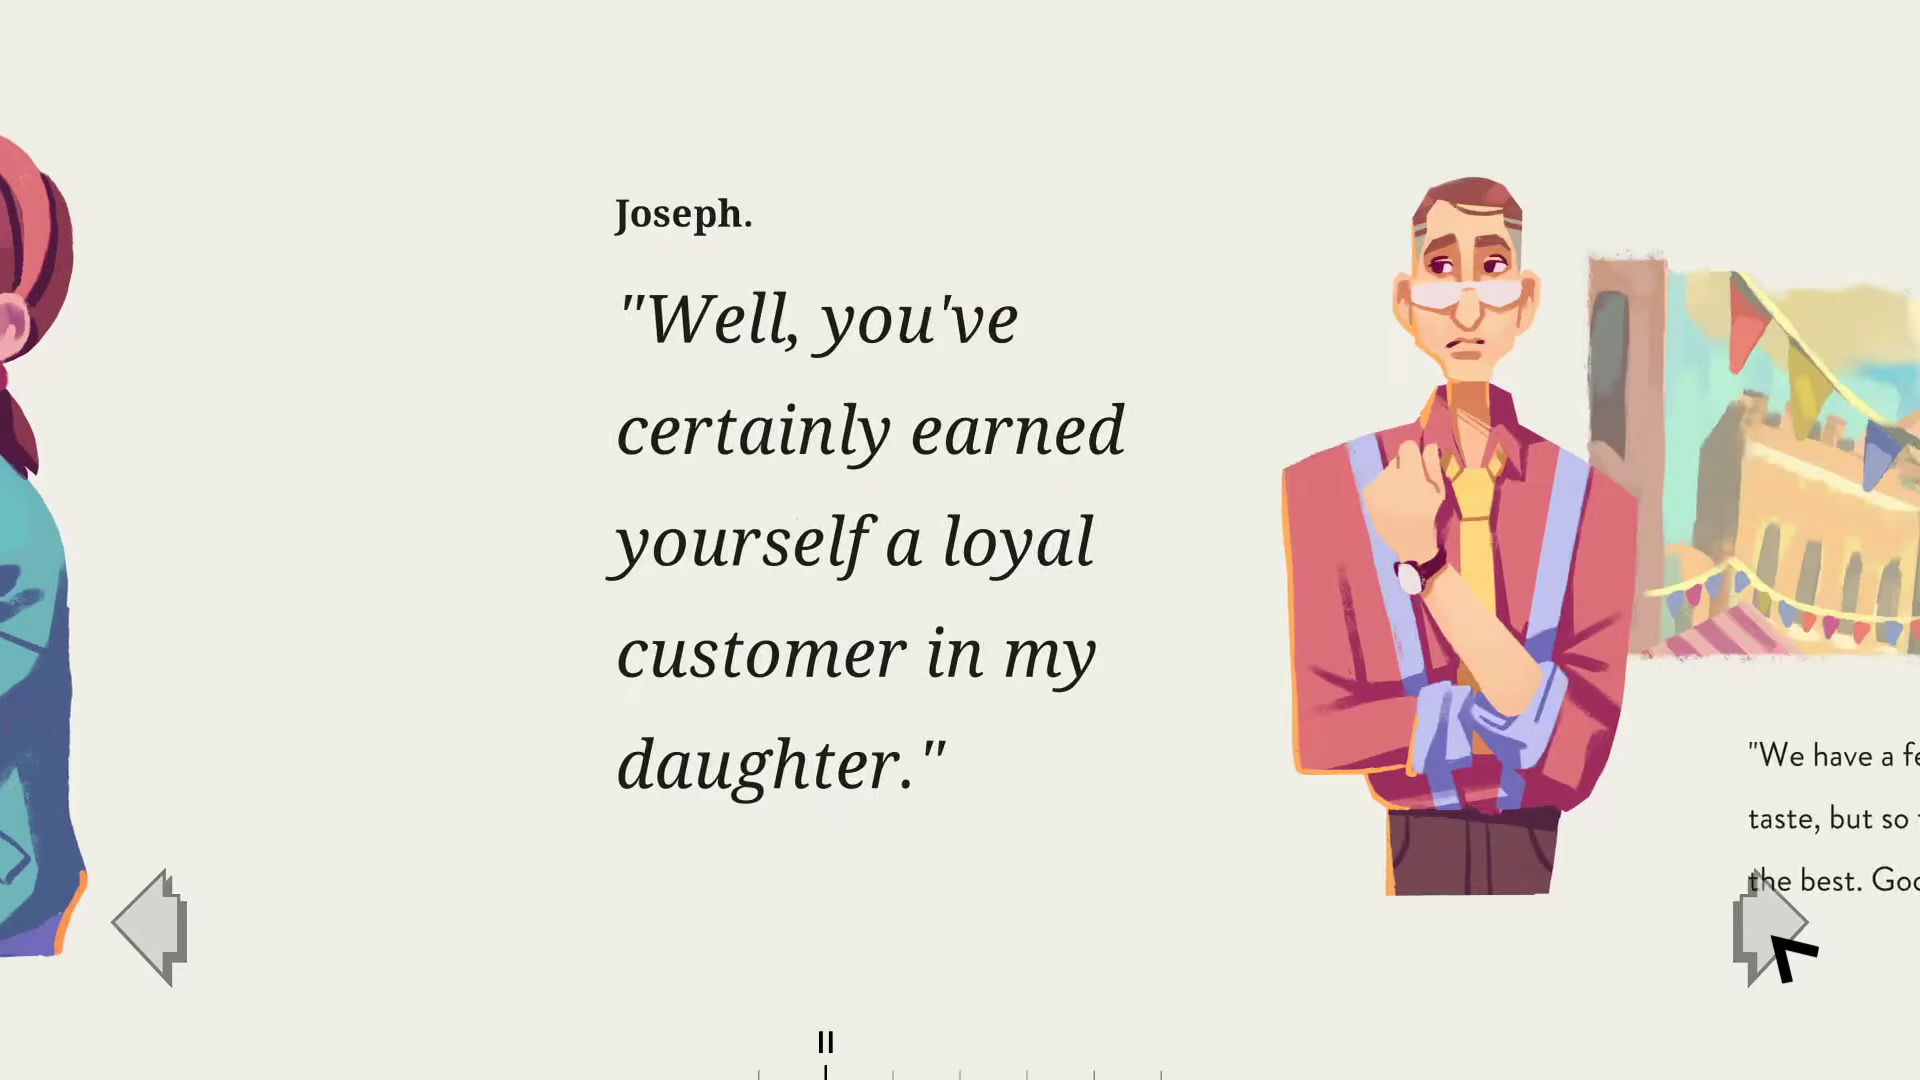 Joseph.
"Well, you've
certainly earned
yourself a loyal
customer in my
daughter."
"We have a
taste, but so
the best.
II